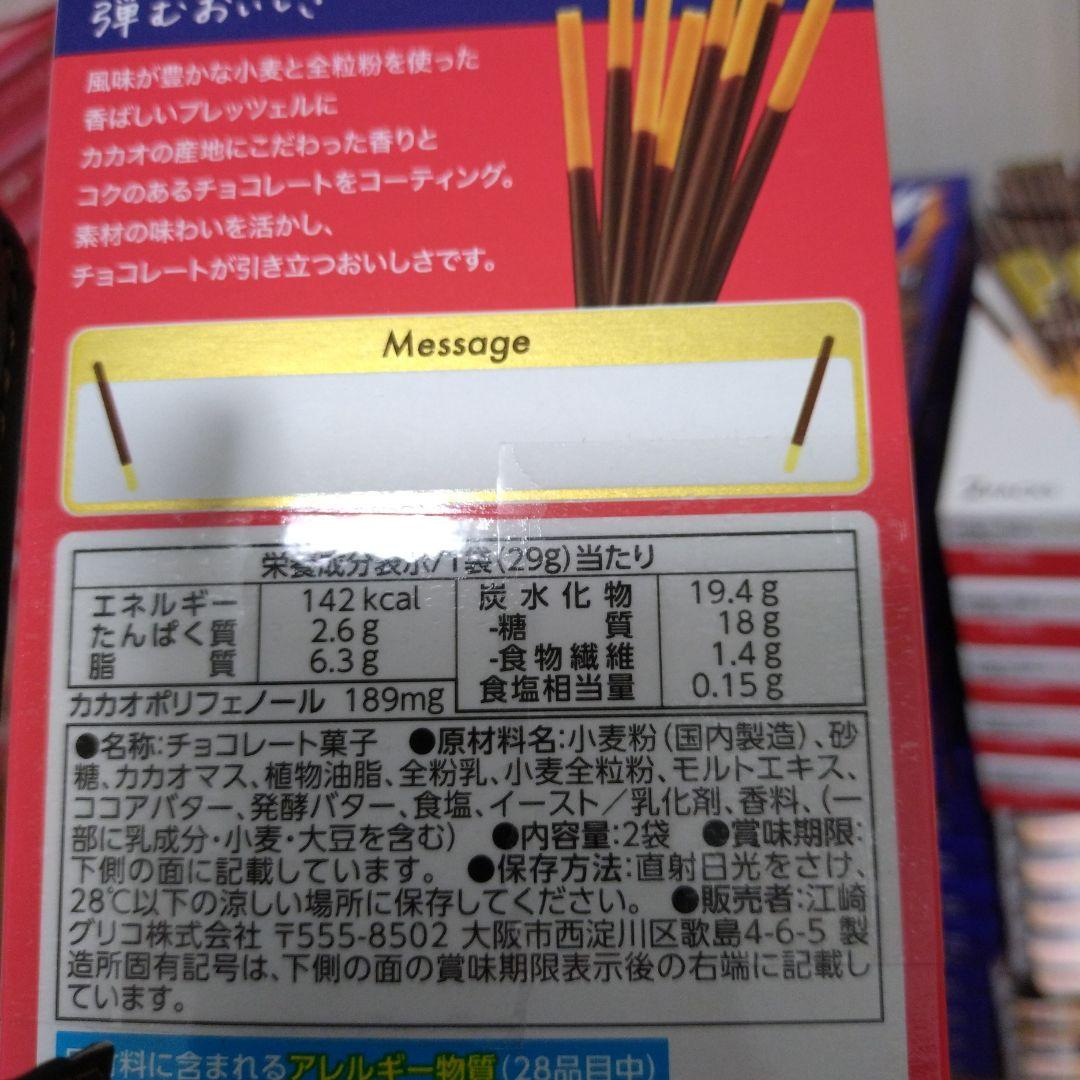 弾むおいしさ
風味が豊かな小麦と全粒粉を使った
香ばしいプレッツェルに
カカオの産地にこだわった香りと
コクのあるチョコレートをコーティング。
素材の味わいを活かし、
チョコレートが引き立つおいしさです。
Message
栄養成分表示/1袋(29g)当たり
エネルギー 142kcal 炭水化物 19.4g
たんぱく質 2.6g -糖質 18g
脂質 6.3g -食物繊維 1.4g
カカオポリフェノール 189mg 食塩相当量 0.15g
●名称:チョコレート菓子 ●原材料名:小麦粉(国内製造)、砂
糖、カカオマス、植物油脂、全粉乳、小麦全粒粉、モルトエキス、
ココアバター、発酵バター、食塩、イースト/乳化剤、香料、(一
部に乳成分・小麦・大豆を含む) ●内容量:2袋 ●賞味期限:
下側の面に記載しています。 ●保存方法:直射日光をさけ、
28℃以下の涼しい場所に保存してください。 ●販売者:江崎
グリコ株式会社 〒555-8502 大阪市西淀川区歌島4-6-5 製
造所固有記号は、下側の面の賞味期限表示後の右端に記載し
ています。
材料に含まれるアレルギー物質(28品目中)